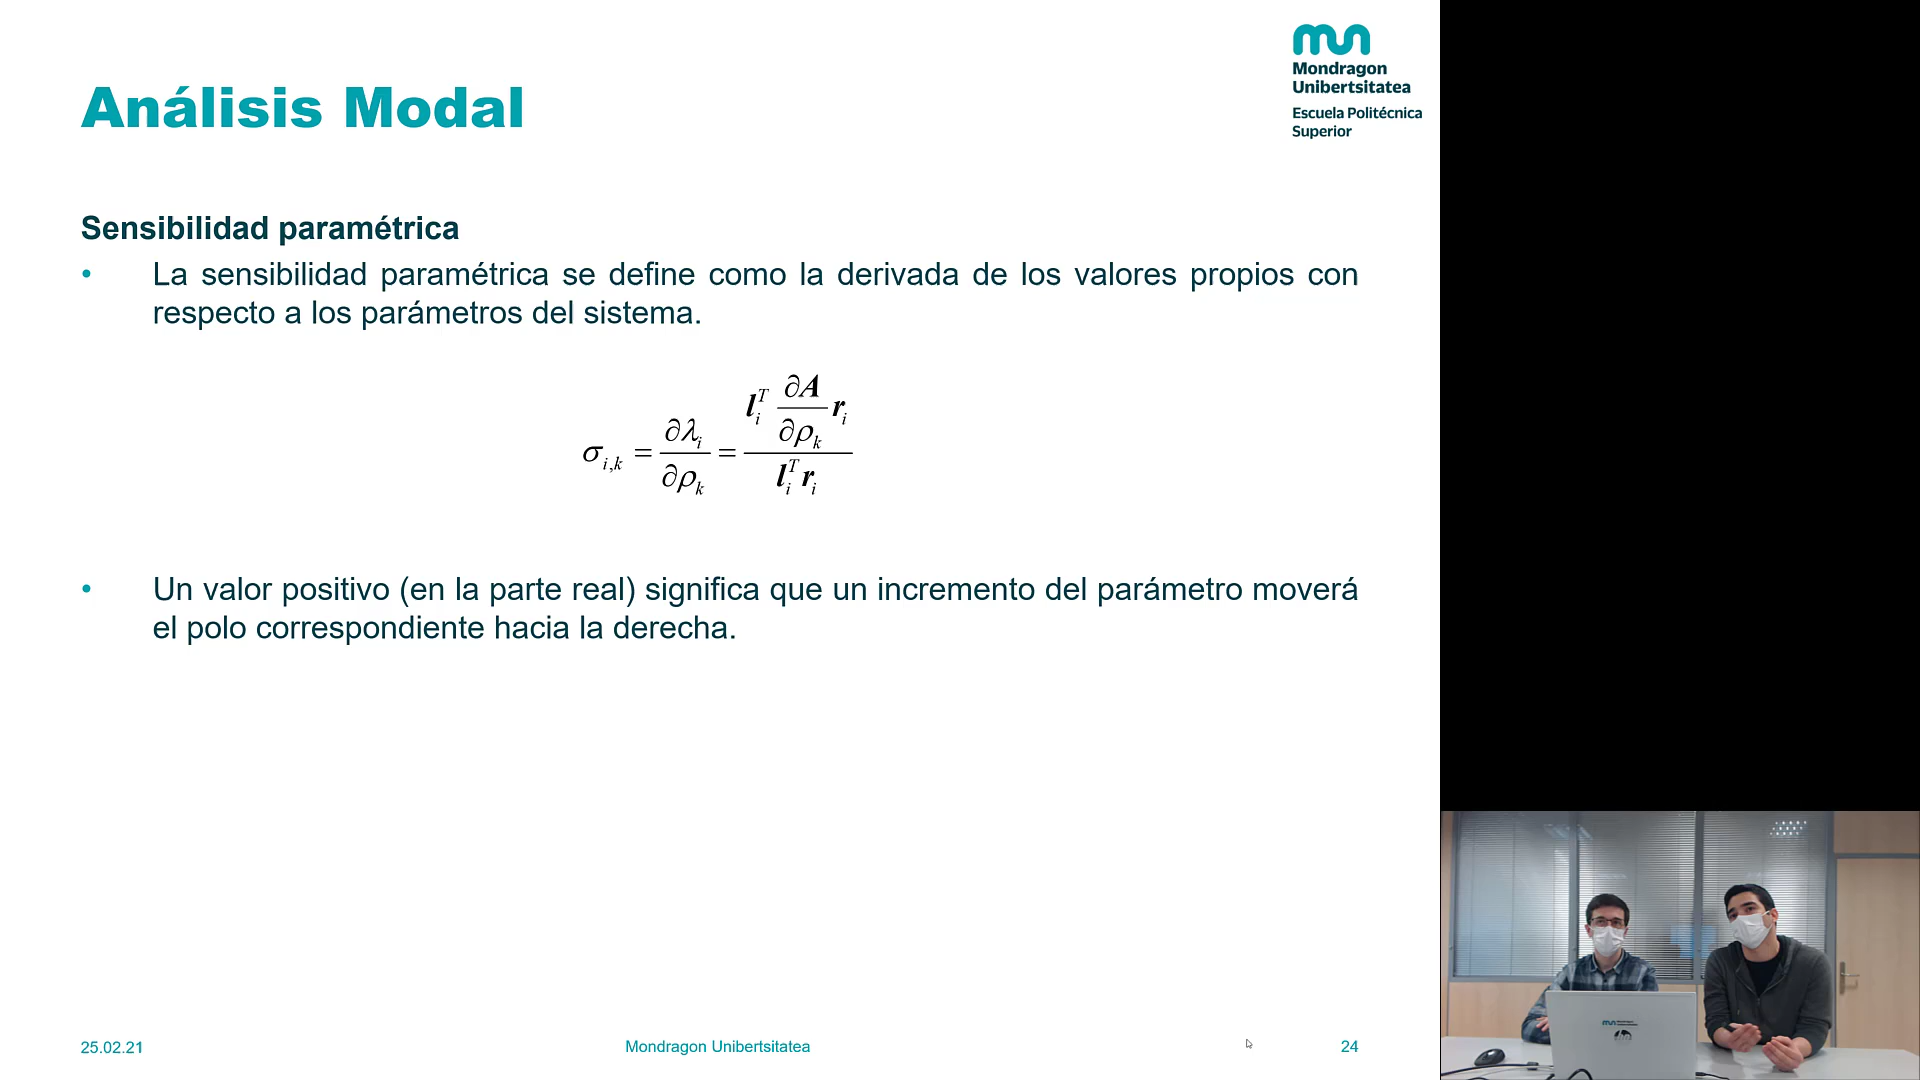 Mondragon
Unibertsitatea
Escuela Politécnica
Superior
Análisis Modal
Sensibilidad paramétrica
• La sensibilidad paramétrica se define como la derivada de los valores propios con
respecto a los parámetros del sistema.
σ_{i,k} = ∂λ_i / ∂ρ_k = (l_i^T (∂A / ∂ρ_k) r_i) / (l_i^T r_i)
• Un valor positivo (en la parte real) significa que un incremento del parámetro moverá
el polo correspondiente hacia la derecha.
25.02.21
Mondragon Unibertsitatea
24